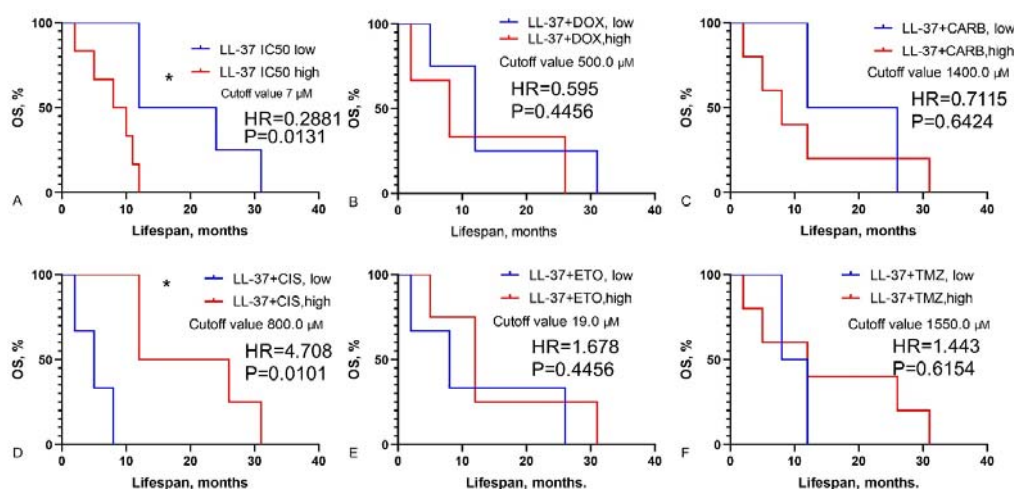 100
50
0
OS, %
LL-37 IC50 low
LL-37 IC50 high
*
Cutoff value 7 µM
HR=0.2881
P=0.0131
0 10 20 30 40
Lifespan, months
A
100
50
0
OS, %
LL-37+DOX, low
LL-37+DOX,high
Cutoff value 500.0 µM
HR=0.595
P=0.4456
0 10 20 30 40
Lifespan, months
B
100
50
0
OS, %
LL-37+CARB, low
LL-37+CARB,high
Cutoff value 1400.0 µM
HR=0.7115
P=0.6424
0 10 20 30 40
Lifespan, months
C
100
50
0
OS, %
LL-37+CIS, low
LL-37+CIS,high
*
Cutoff value 800.0 µM
HR=4.708
P=0.0101
0 10 20 30 40
Lifespan, months
D
100
50
0
OS, %
LL-37+ETO, low
LL-37+ETO,high
Cutoff value 19.0 µM
HR=1.678
P=0.4456
0 10 20 30 40
Lifespan, months.
E
100
50
0
OS, %
LL-37+TMZ, low
LL-37+TMZ,high
Cutoff value 1550.0 µM
HR=1.443
P=0.6154
0 10 20 30 40
Lifespan, months.
F